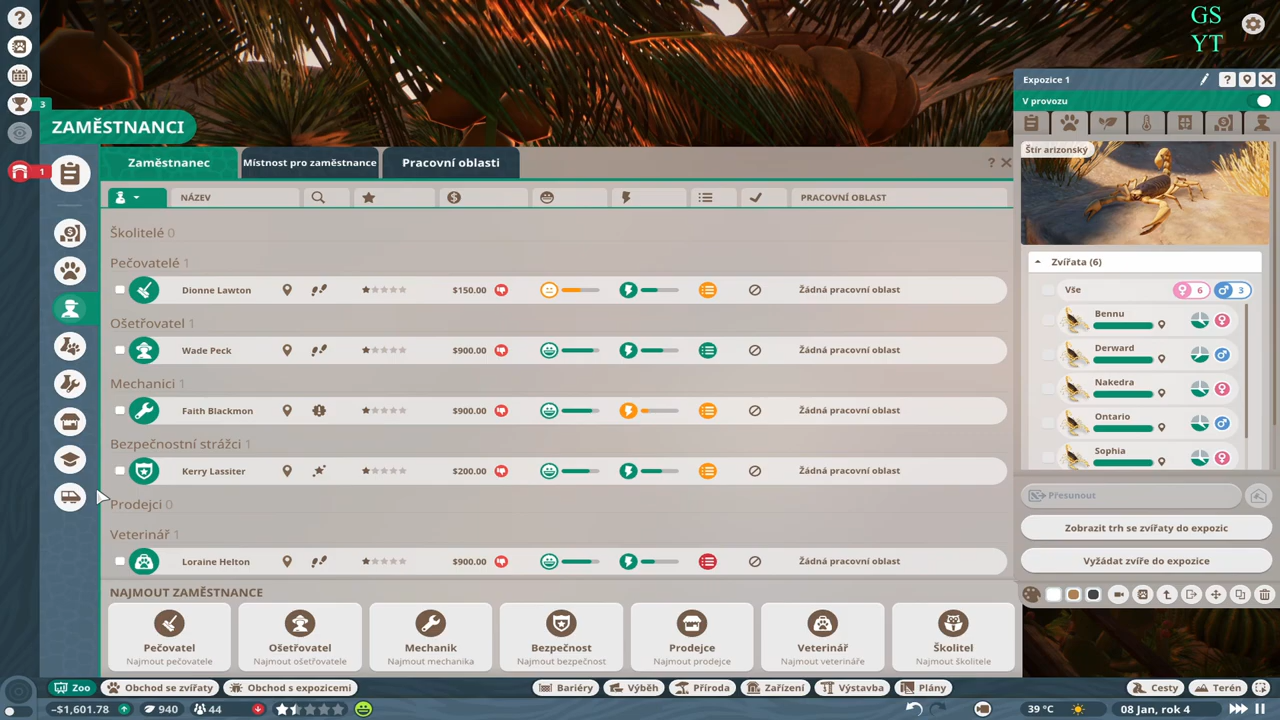 GS
YT
3
ZAMĚSTNANCI
1
Zaměstnanec
Místnost pro zaměstnance
Pracovní oblasti
?
NÁZEV
PRACOVNÍ OBLAST
Školitelé 0
Pečovatelé 1
Dionne Lawton
$150.00
Žádná pracovní oblast
Ošetřovatel 1
Wade Peck
$900.00
Žádná pracovní oblast
Mechanici 1
Faith Blackmon
$900.00
Žádná pracovní oblast
Bezpečnostní strážci 1
Kerry Lassiter
$200.00
Žádná pracovní oblast
Prodejci 0
Veterinář 1
Loraine Helton
$900.00
Žádná pracovní oblast
NAJMOUT ZAMĚSTNANCE
Pečovatel
Najmout pečovatele
Ošetřovatel
Najmout ošetřovatele
Mechanik
Najmout mechanika
Bezpečnost
Najmout bezpečnost
Prodejce
Najmout prodejce
Veterinář
Najmout veterináře
Školitel
Najmout školitele
Expozice 1
?
V provozu
Štír arizonský
Zvířata (6)
Vše
6
3
Bennu
Derward
Nakedra
Ontario
Sophia
Přesunout
Zobrazit trh se zvířaty do expozic
Vyžádat zvíře do expozice
Zoo
Obchod se zvířaty
Obchod s expozicemi
Bariéry
Výběh
Příroda
Zařízení
Výstavba
Plány
Cesty
Terén
-$1,601.78
940
44
39 °C
08 Jan, rok 4